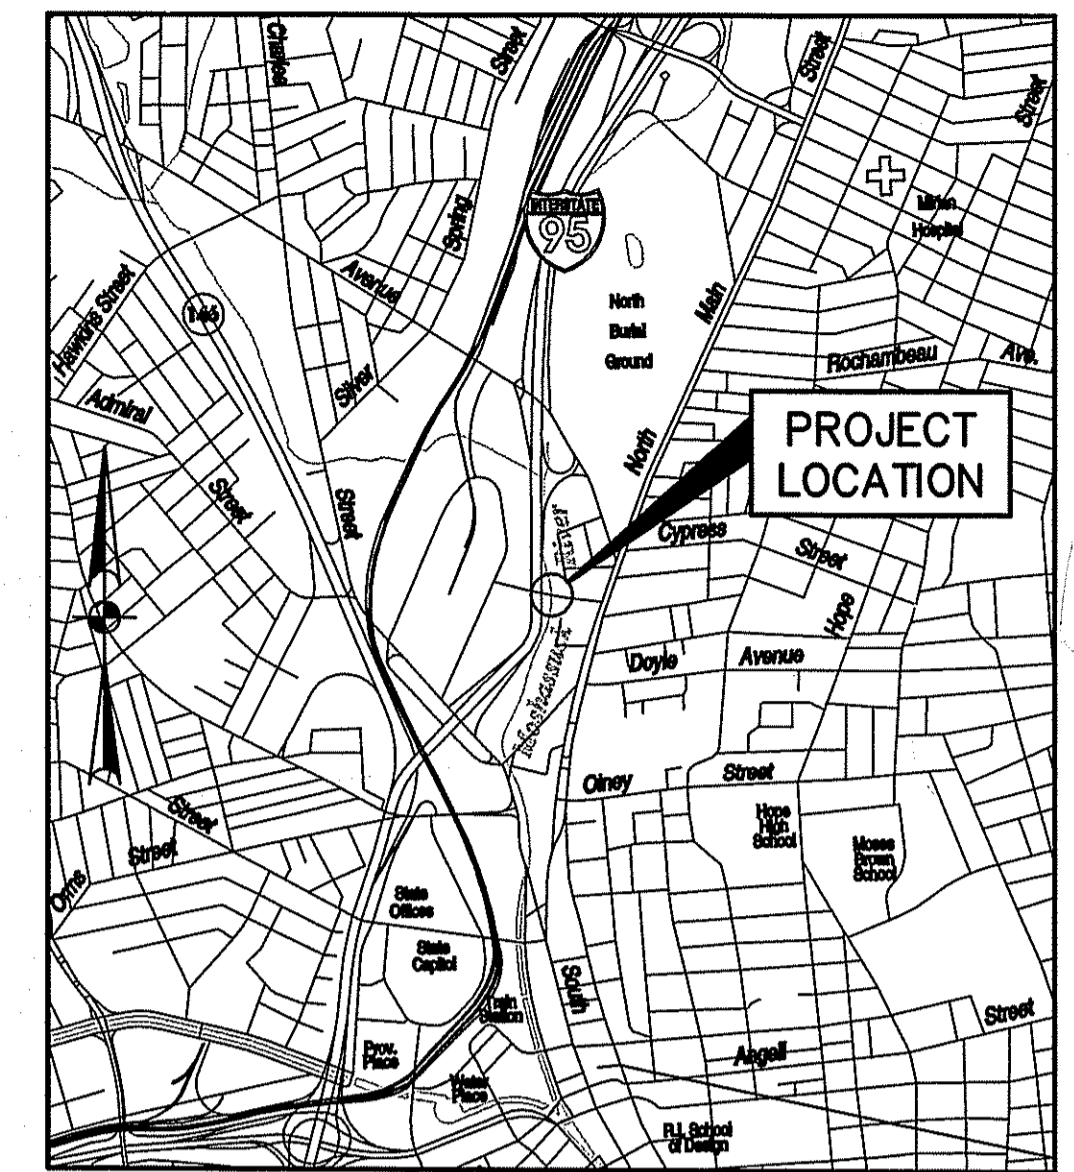 Charles
Street
Street
Street
INTERSTATE
95
Miriam
Hospital
Spring
Avenue
North
Burial
Ground
Main
Hawkins Street
146
Rochambeau
Ave.
Silver
Admiral
PROJECT
LOCATION
North
Street
Street
River
Cypress
Street
Hope
Moshassuck
Doyle
Avenue
Olney
Street
Street
Street
Hope
High
School
Moses
Brown
School
Orms
State
Offices
State
Capitol
South
Train
Station
Street
Prov.
Place
Angell
Water
Place
R.I. School
of Design